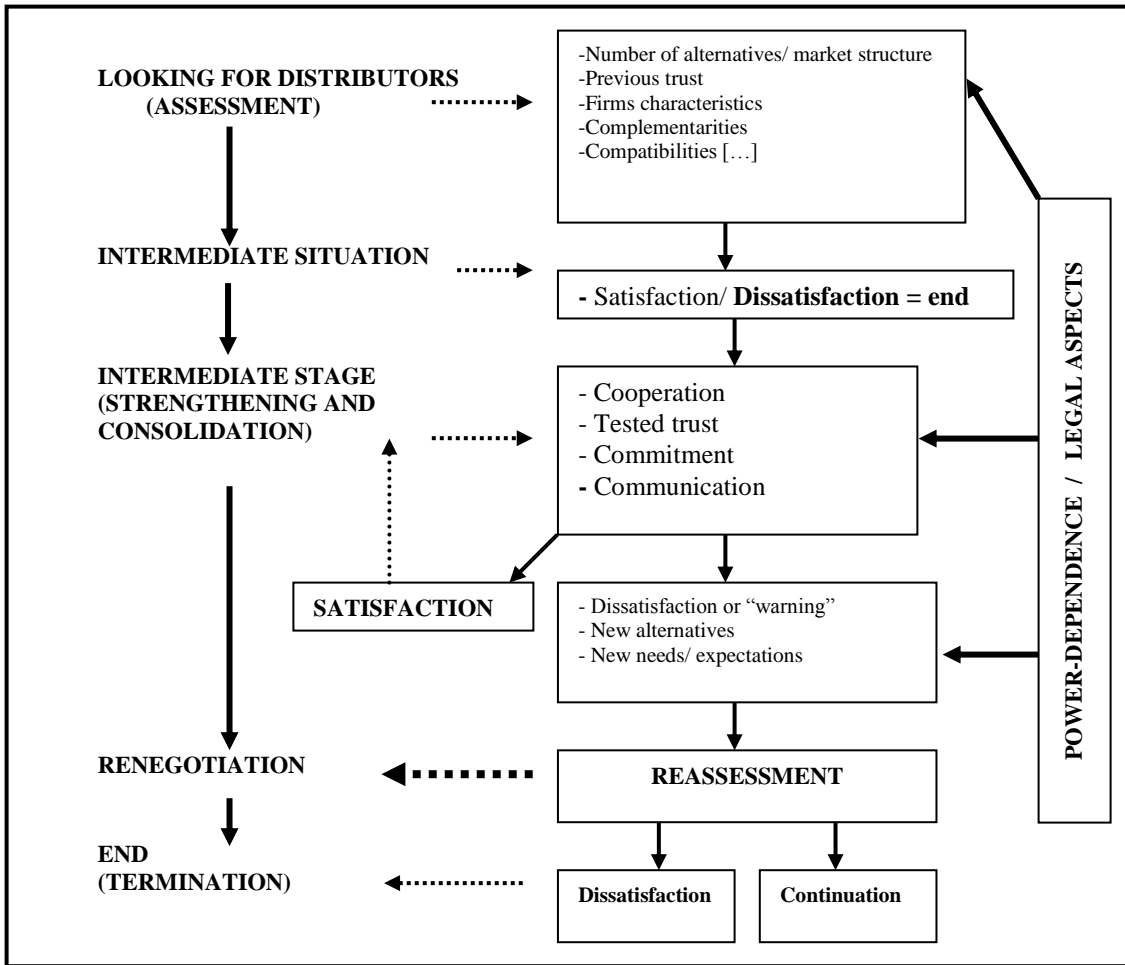 LOOKING FOR DISTRIBUTORS
(ASSESSMENT)
-Number of alternatives/ market structure
-Previous trust
-Firms characteristics
-Complementarities
-Compatibilities […]
INTERMEDIATE SITUATION
- Satisfaction/ Dissatisfaction = end
INTERMEDIATE STAGE
(STRENGTHENING AND
CONSOLIDATION)
- Cooperation
- Tested trust
- Commitment
- Communication
SATISFACTION
- Dissatisfaction or “warning”
- New alternatives
- New needs/ expectations
RENEGOTIATION
REASSESSMENT
END
(TERMINATION)
Dissatisfaction
Continuation
POWER-DEPENDENCE / LEGAL ASPECTS